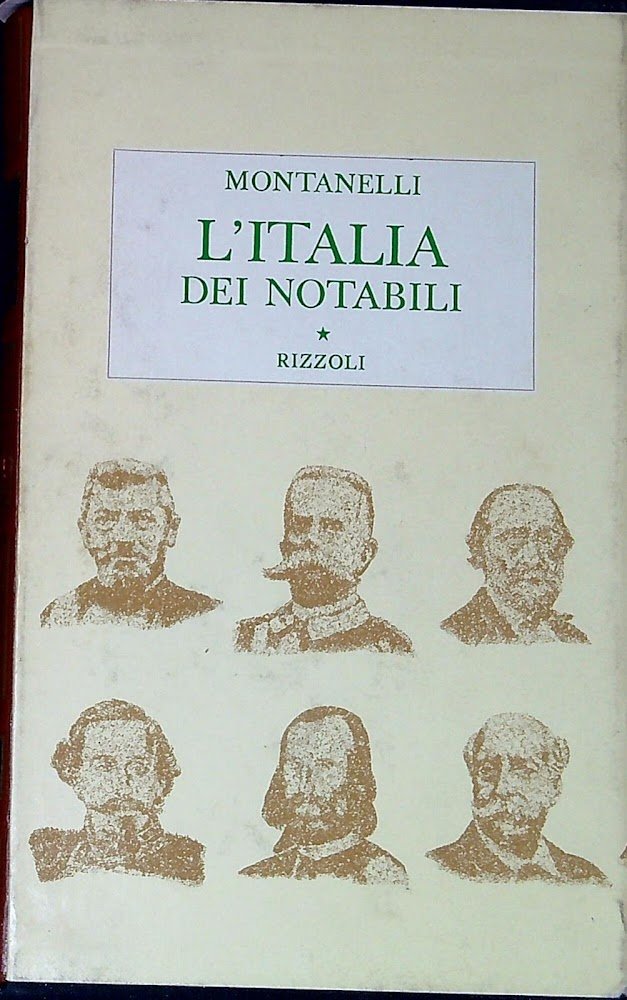 MONTANELLI
L'ITALIA
DEI NOTABILI
★
RIZZOLI